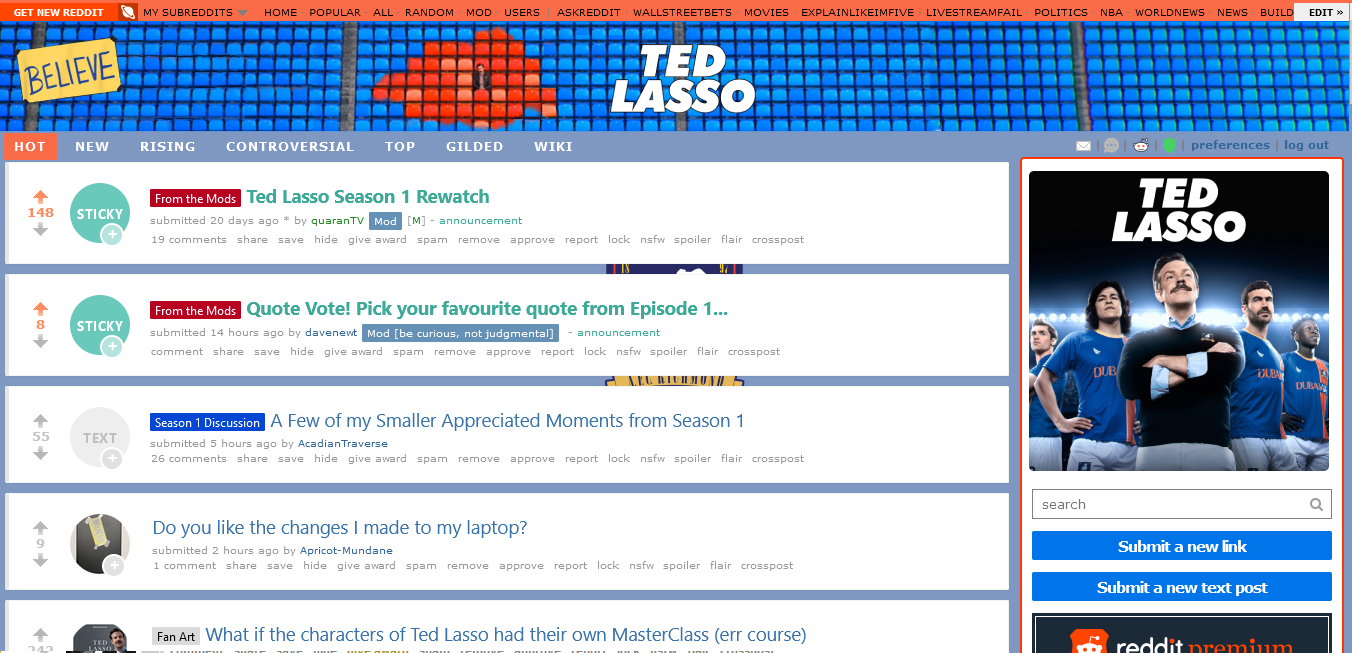 GET NEW REDDIT MY SUBREDDITS HOME - POPULAR - ALL - RANDOM - MOD - USERS | ASKREDDIT - WALLSTREETBETS - MOVIES - EXPLAINLIKEIMFIVE - LIVESTREAMFAIL - POLITICS - NBA - WORLDNEWS - NEWS - BUILD EDIT »
BELIEVE
TED
LASSO
HOT NEW RISING CONTROVERSIAL TOP GILDED WIKI
| | | | preferences | log out
From the Mods Ted Lasso Season 1 Rewatch
148
STICKY
submitted 20 days ago * by quaranTV Mod [M] - announcement
19 comments share save hide give award spam remove approve report lock nsfw spoiler flair crosspost
From the Mods Quote Vote! Pick your favourite quote from Episode 1...
8
STICKY
submitted 14 hours ago by davenewt Mod [be curious, not judgmental] - announcement
comment share save hide give award spam remove approve report lock nsfw spoiler flair crosspost
Season 1 Discussion A Few of my Smaller Appreciated Moments from Season 1
55
TEXT
submitted 5 hours ago by AcadianTraverse
26 comments share save hide give award spam remove approve report lock nsfw spoiler flair crosspost
Do you like the changes I made to my laptop?
9
submitted 2 hours ago by Apricot-Mundane
1 comment share save hide give award spam remove approve report lock nsfw spoiler flair crosspost
Fan Art What if the characters of Ted Lasso had their own MasterClass (err course)
TED
LASSO
TED
LASSO
DUBA
DUBAI
search
Submit a new link
Submit a new text post
reddit premium